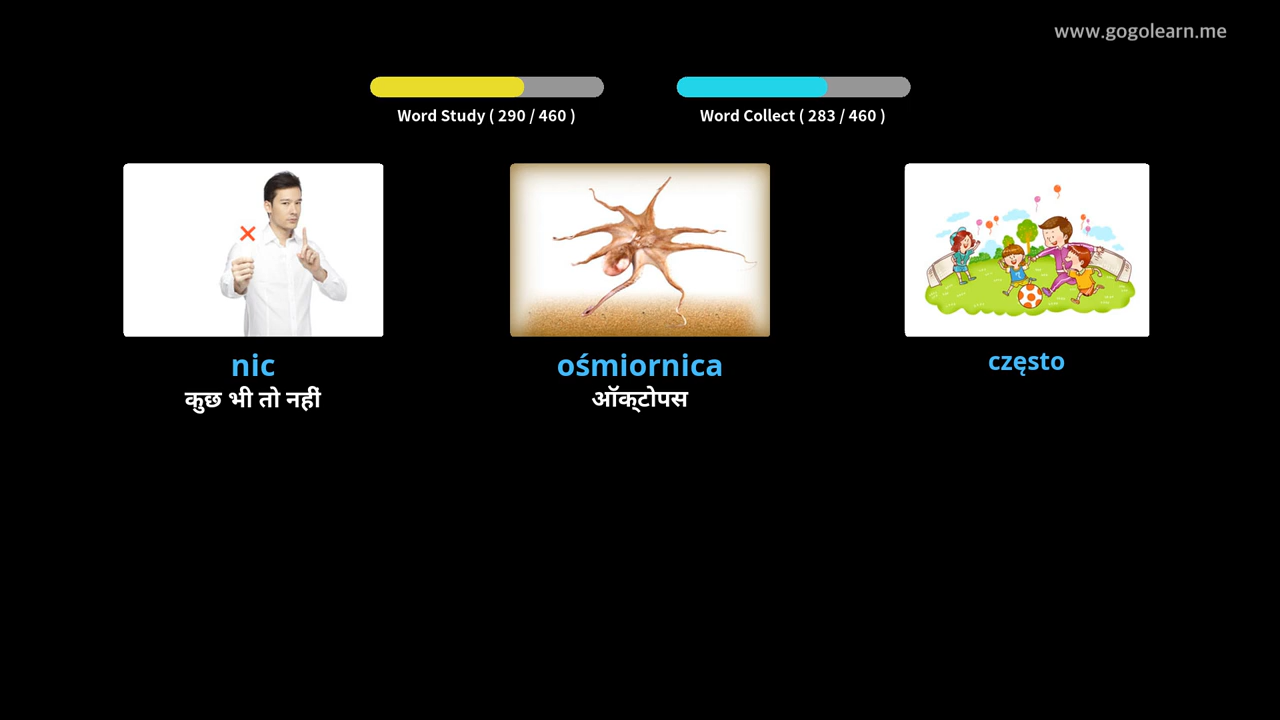 www.gogolearn.me
Word Study ( 290 / 460 )
Word Collect ( 283 / 460 )
nic
कुछ भी तो नहीं
ośmiornica
ऑक्टोपस
często